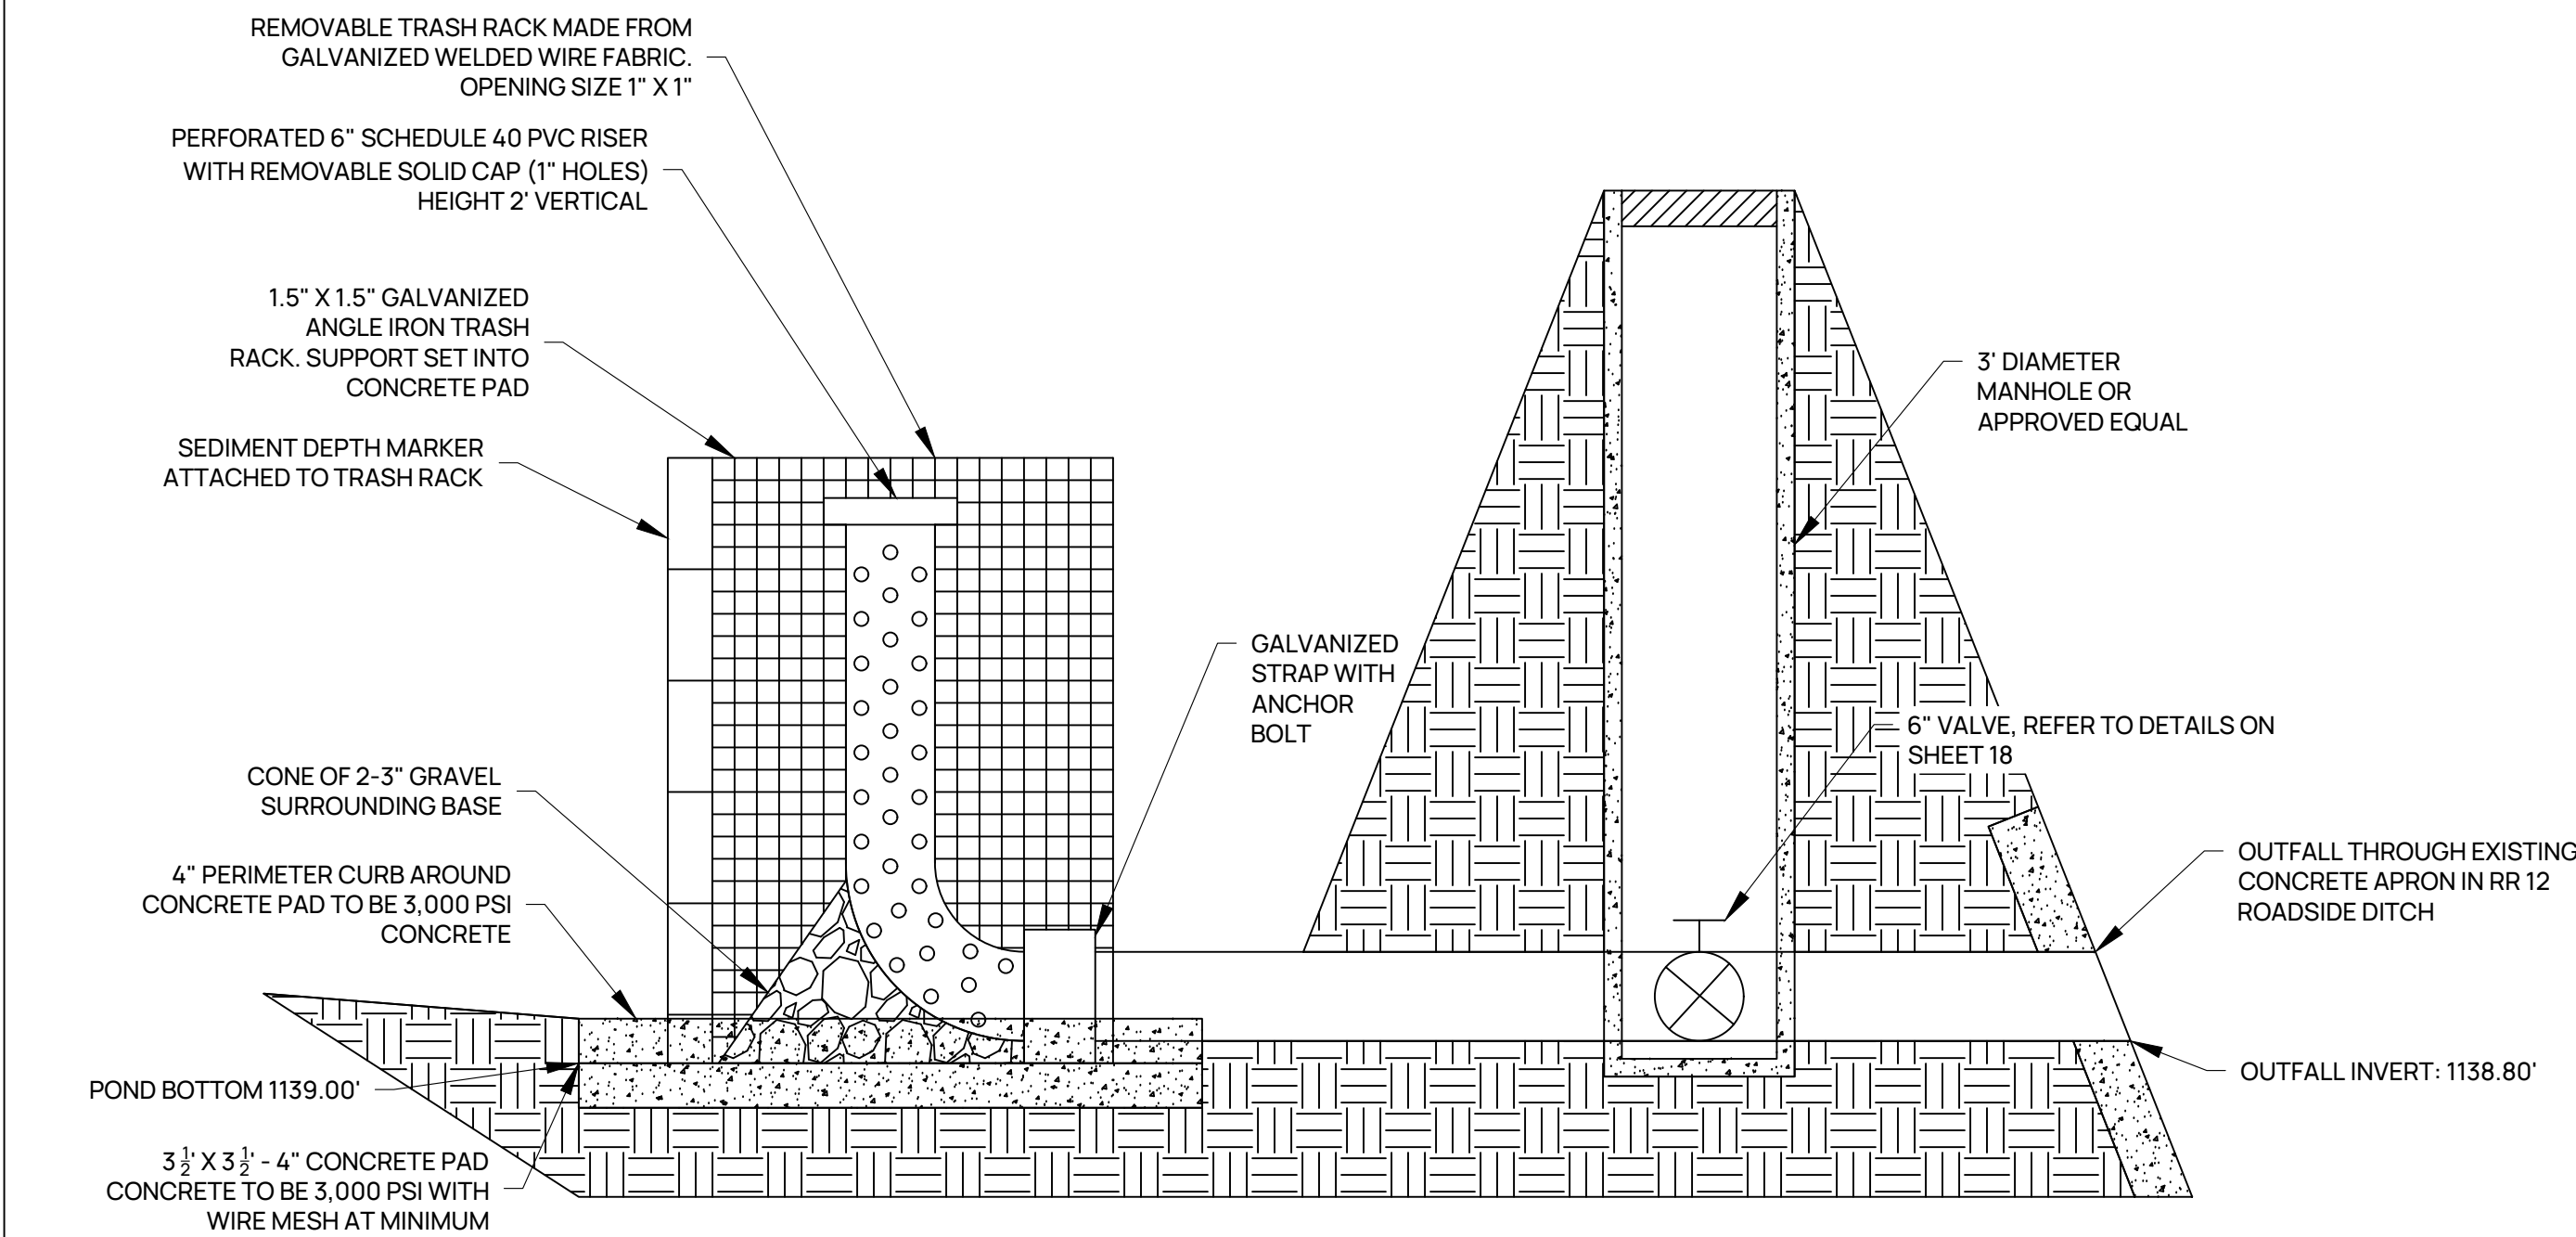 REMOVABLE TRASH RACK MADE FROM
GALVANIZED WELDED WIRE FABRIC.
OPENING SIZE 1" X 1"
PERFORATED 6" SCHEDULE 40 PVC RISER
WITH REMOVABLE SOLID CAP (1" HOLES)
HEIGHT 2' VERTICAL
1.5" X 1.5" GALVANIZED
ANGLE IRON TRASH
RACK. SUPPORT SET INTO
CONCRETE PAD
SEDIMENT DEPTH MARKER
ATTACHED TO TRASH RACK
CONE OF 2-3" GRAVEL
SURROUNDING BASE
4" PERIMETER CURB AROUND
CONCRETE PAD TO BE 3,000 PSI
CONCRETE
POND BOTTOM 1139.00'
3 1/2' X 3 1/2' - 4" CONCRETE PAD
CONCRETE TO BE 3,000 PSI WITH
WIRE MESH AT MINIMUM
GALVANIZED
STRAP WITH
ANCHOR
BOLT
3' DIAMETER
MANHOLE OR
APPROVED EQUAL
6" VALVE, REFER TO DETAILS ON
SHEET 18
OUTFALL THROUGH EXISTING
CONCRETE APRON IN RR 12
ROADSIDE DITCH
OUTFALL INVERT: 1138.80'